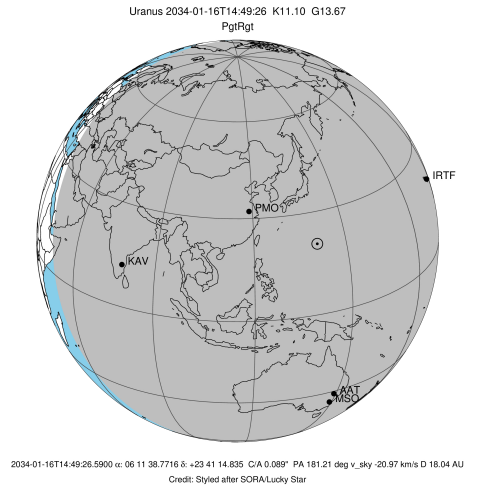 Uranus 2034-01-16T14:49:26 K11.10 G13.67
PgtRgt
IRTF
PMO
KAV
AAT
MSO
2034-01-16T14:49:26.5900 α: 06 11 38.7716 δ: +23 41 14.835 C/A 0.089" PA 181.21 deg v_sky -20.97 km/s D 18.04 AU
Credit: Styled after SORA/Lucky Star